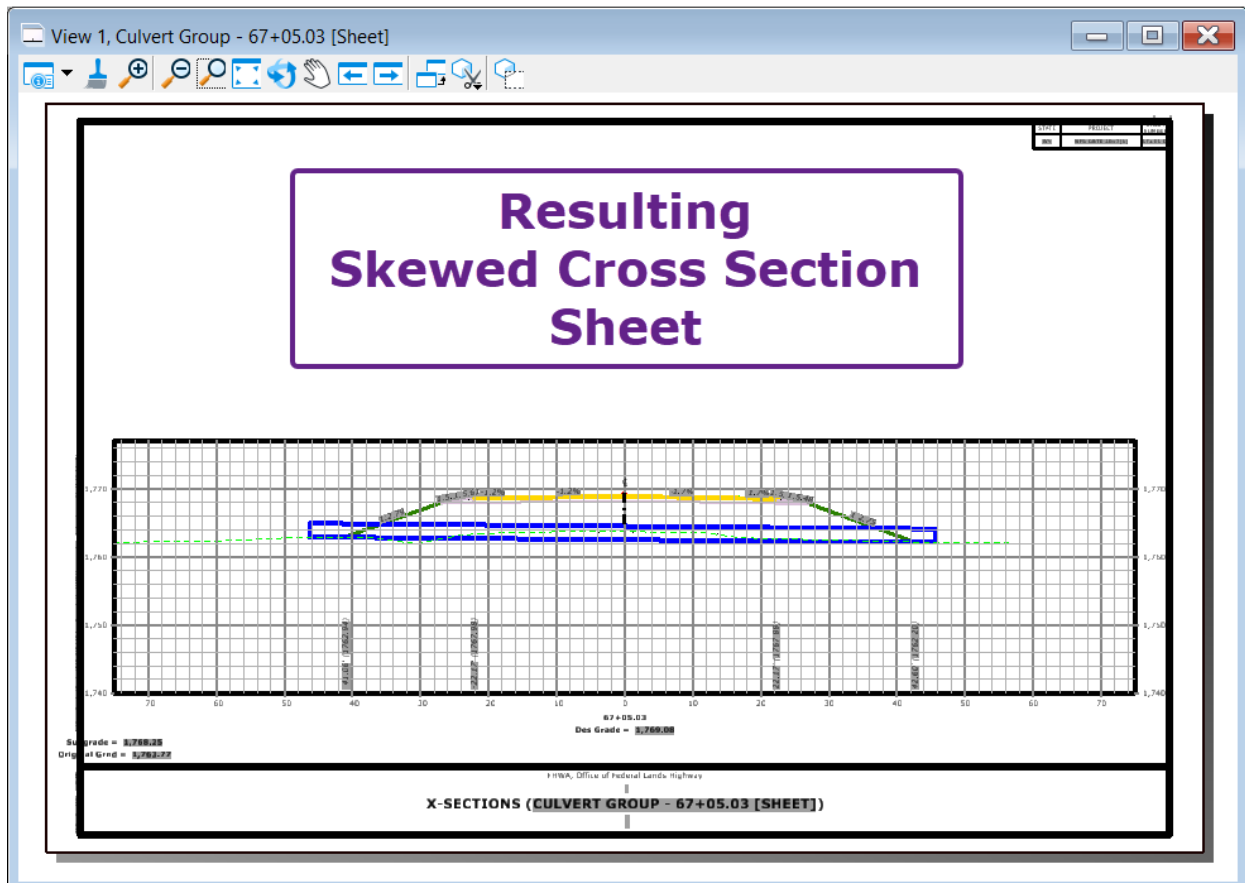 View 1, Culvert Group - 67+05.03 [Sheet]
STATE PROJECT
Resulting
Skewed Cross Section
Sheet
1,770 1,770
1,760 1,760
1,750 1,750
1,740 1,740
70 60 50 40 30 20 10 0 10 20 30 40 50 60 70
67+05.03
Des Grade = 1,769.08
Subgrade = 1,768.25
Original Grnd = 1,763.77
FHWA, Office of Federal Lands Highway
X-SECTIONS (CULVERT GROUP - 67+05.03 [SHEET])